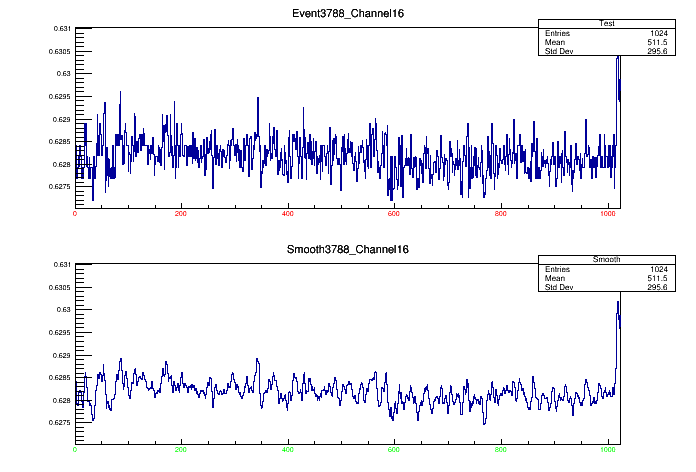 Event3788_Channel16
Test
Entries 1024
Mean 511.5
Std Dev 295.6
0.631
0.6305
0.63
0.6295
0.629
0.6285
0.628
0.6275
0 200 400 600 800 1000
Smooth3788_Channel16
Smooth
Entries 1024
Mean 511.5
Std Dev 295.6
0.631
0.6305
0.63
0.6295
0.629
0.6285
0.628
0.6275
0 200 400 600 800 1000